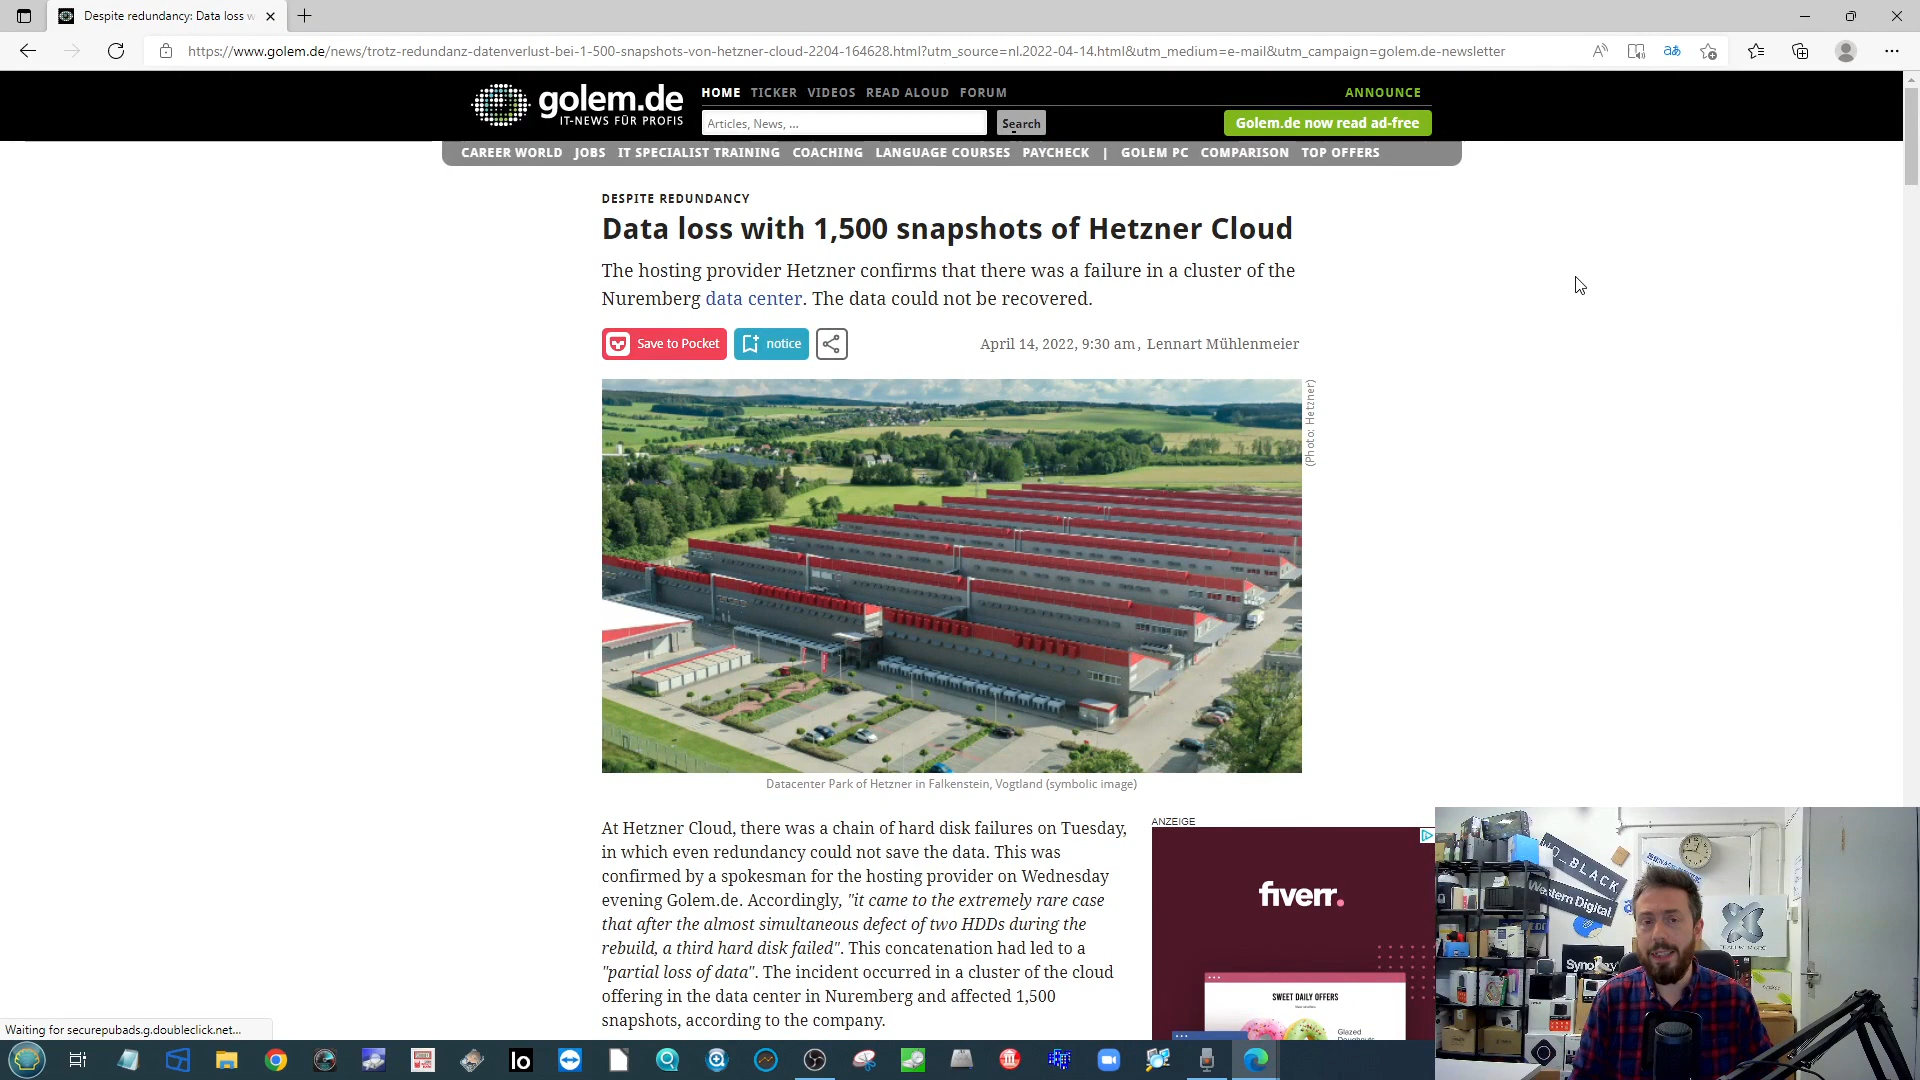 Despite redundancy: Data loss w
https://www.golem.de/news/trotz-redundanz-datenverlust-bei-1-500-snapshots-von-hetzner-cloud-2204-164628.html?utm_source=nl.2022-04-14.html&utm_medium=e-mail&utm_campaign=golem.de-newsletter
golem.de
IT-NEWS FÜR PROFIS
HOME TICKER VIDEOS READ ALOUD FORUM
ANNOUNCE
Articles, News, ...
Search
Golem.de now read ad-free
CAREER WORLD JOBS IT SPECIALIST TRAINING COACHING LANGUAGE COURSES PAYCHECK | GOLEM PC COMPARISON TOP OFFERS
DESPITE REDUNDANCY
Data loss with 1,500 snapshots of Hetzner Cloud
The hosting provider Hetzner confirms that there was a failure in a cluster of the
Nuremberg data center. The data could not be recovered.
Save to Pocket
notice
April 14, 2022, 9:30 am, Lennart Mühlenmeier
(Photo: Hetzner)
Datacenter Park of Hetzner in Falkenstein, Vogtland (symbolic image)
At Hetzner Cloud, there was a chain of hard disk failures on Tuesday,
in which even redundancy could not save the data. This was
confirmed by a spokesman for the hosting provider on Wednesday
evening Golem.de. Accordingly, "it came to the extremely rare case
that after the almost simultaneous defect of two HDDs during the
rebuild, a third hard disk failed". This concatenation had led to a
"partial loss of data". The incident occurred in a cluster of the cloud
offering in the data center in Nuremberg and affected 1,500
snapshots, according to the company.
ANZEIGE
fiverr.
SWEET DAILY OFFERS
Glazed
Waiting for securepubads.g.doubleclick.net...
_BLACK
Western Digital
Synology